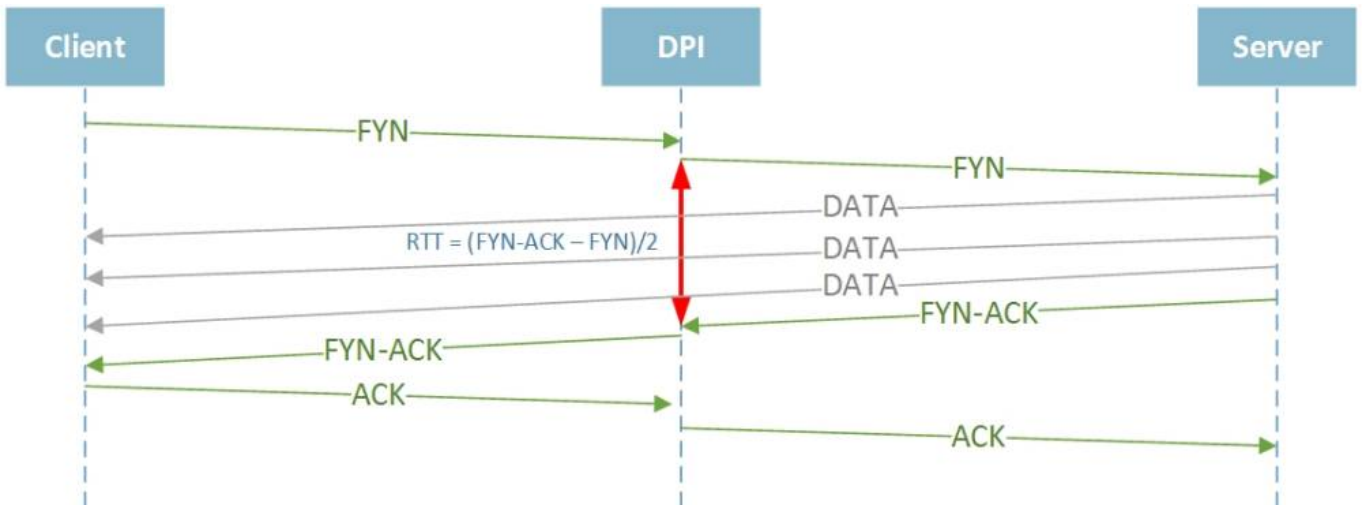 Client
DPI
Server
FYN
FYN
DATA
RTT = (FYN-ACK – FYN)/2
DATA
DATA
FYN-ACK
FYN-ACK
ACK
ACK